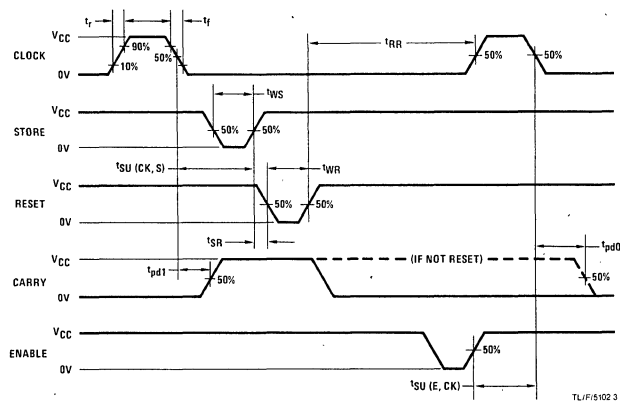 tr tf tRR
VCC 90% 50% 50% 50%
CLOCK 10%
0V
tWS
VCC
STORE 50% 50%
0V
tSU (CK, S) tWR
VCC
RESET 50% 50%
0V
tSR tpd0
VCC (IF NOT RESET)
tpd1
CARRY 50% 50%
0V
VCC
ENABLE 50%
0V
tSU (E, CK)
TL/F/5102 3